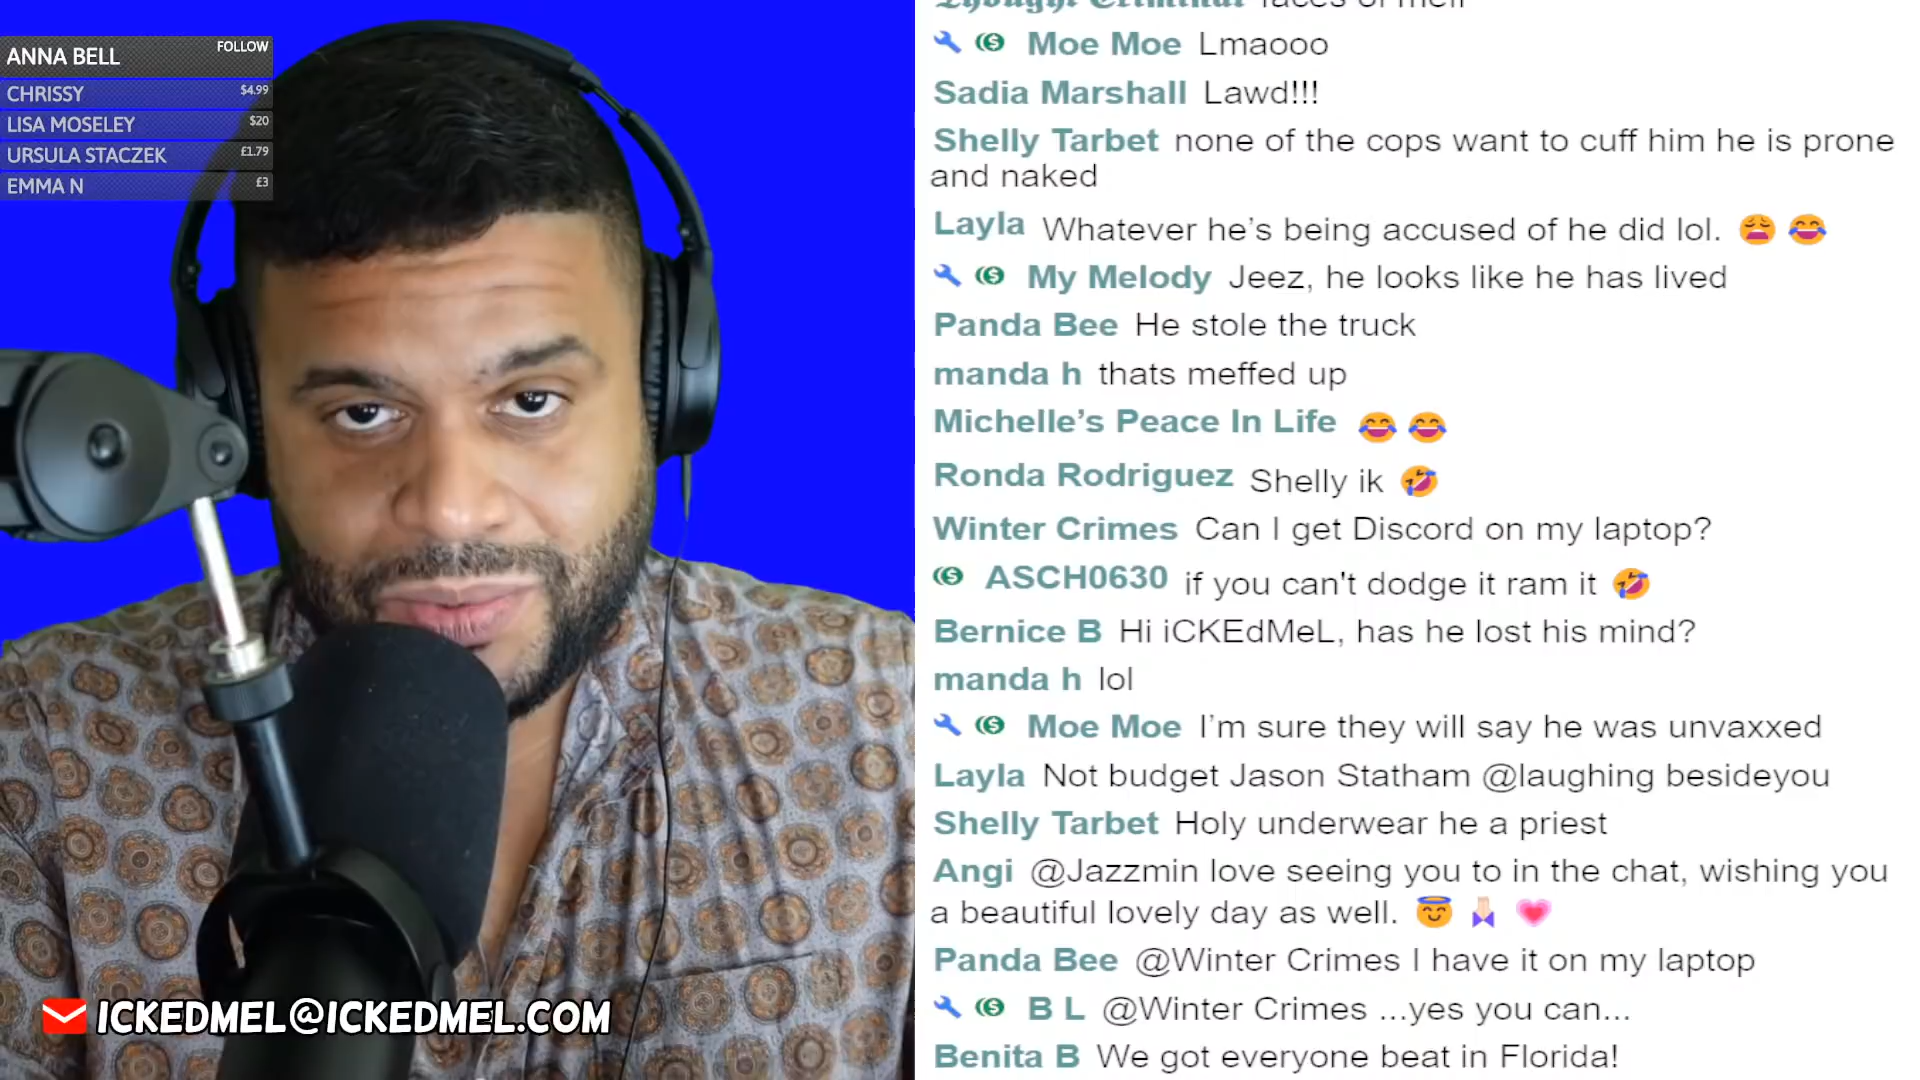 ANNA BELL FOLLOW
CHRISSY $4.99
LISA MOSELEY $20
URSULA STACZEK £1.79
EMMA N £3
ICKEDMEL@ICKEDMEL.COM
Thought Criminal faces of meff
Moe Moe Lmaooo
Sadia Marshall Lawd!!!
Shelly Tarbet none of the cops want to cuff him he is prone
and naked
Layla Whatever he’s being accused of he did lol. 😩 😂
My Melody Jeez, he looks like he has lived
Panda Bee He stole the truck
manda h thats meffed up
Michelle’s Peace In Life 😂 😂
Ronda Rodriguez Shelly ik 🤣
Winter Crimes Can I get Discord on my laptop?
ASCH0630 if you can't dodge it ram it 🤣
Bernice B Hi iCKEdMeL, has he lost his mind?
manda h lol
Moe Moe I’m sure they will say he was unvaxxed
Layla Not budget Jason Statham @laughing besideyou
Shelly Tarbet Holy underwear he a priest
Angi @Jazzmin love seeing you to in the chat, wishing you
a beautiful lovely day as well. 😇 🙏🏻 💗
Panda Bee @Winter Crimes I have it on my laptop
B L @Winter Crimes ...yes you can...
Benita B We got everyone beat in Florida!